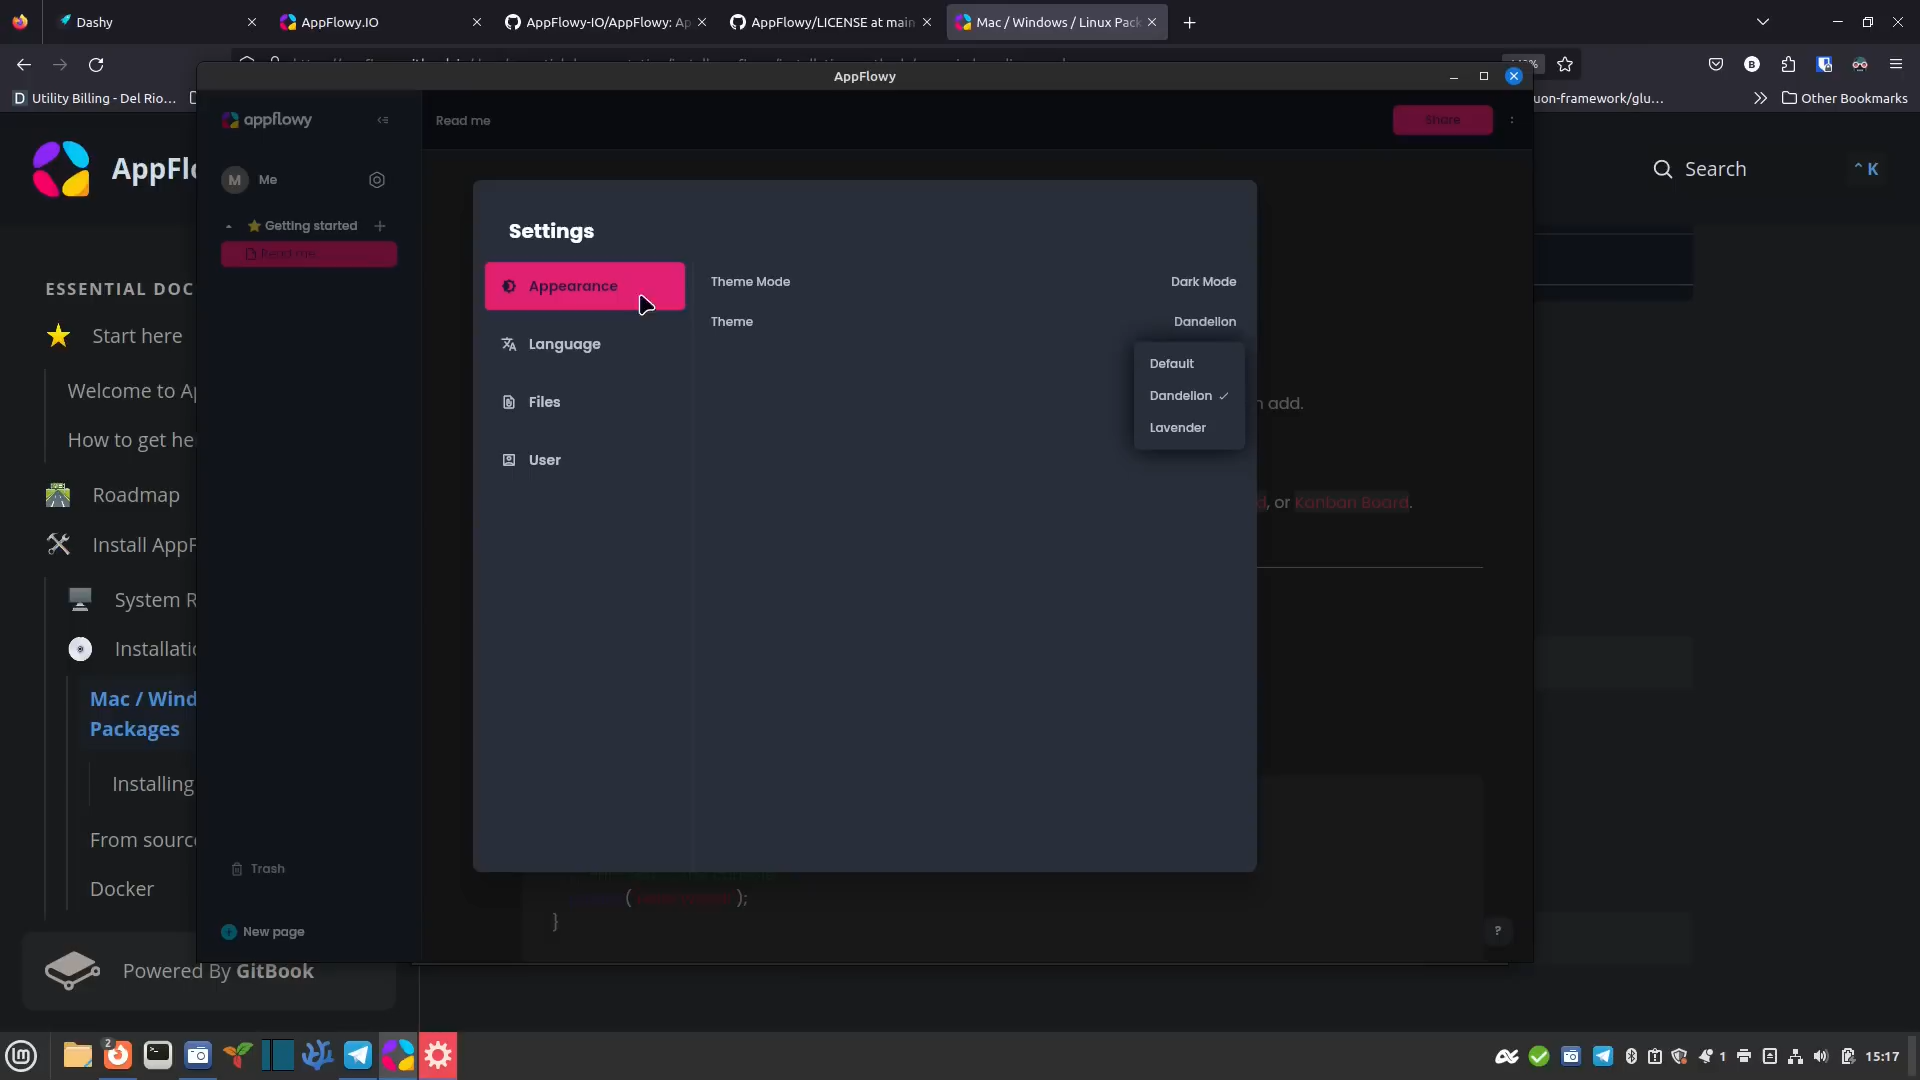 Dashy
AppFlowy.IO
AppFlowy-IO/AppFlowy: Ap
AppFlowy/LICENSE at main
Mac / Windows / Linux Pack
AppFlowy
D Utility Billing - Del Rio...
uon-framework/glu...
Other Bookmarks
appflowy
Read me
Share
AppFl
Search
^ K
M Me
Settings
Getting started
Read me
Appearance
Theme Mode
Dark Mode
Theme
Dandelion
Language
Default
Dandelion
Lavender
Files
User
n add.
d, or Kanban Board.
ESSENTIAL DOC
Start here
Welcome to A
How to get he
Roadmap
Install AppF
System R
Installati
Mac / Wind
Packages
Installing
From sourc
Docker
Trash
( );
}
New page
?
Powered By GitBook
2
1
15:17